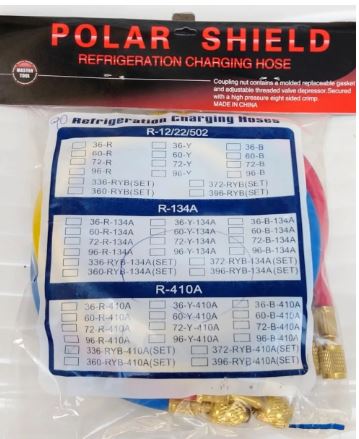 POLAR SHIELD
REFRIGERATION CHARGING HOSE
MASTER
TOOL
Coupling nut contains a molded replaceable gasket
and adjustable threaded valve depressor. Secured
with a high pressure eight sided crimp.
MADE IN CHINA
Refrigeration Charging Hoses
R-12/22/502
36-R 36-Y 36-B
60-R 60-Y 60-B
72-R 72-Y 72-B
96-R 96-Y 96-B
336-RYB(SET) 372-RYB(SET)
360-RYB(SET) 396-RYB(SET)
R-134A
36-R-134A 36-Y-134A 36-B-134A
60-R-134A 60-Y-134A 60-B-134A
72-R-134A 72-Y-134A 72-B-134A
96-R-134A 96-Y-134A 96-B-134A
336-RYB-134A(SET) 372-RYB-134A(SET)
360-RYB-134A(SET) 396-RYB-134A(SET)
R-410A
36-R-410A 36-Y-410A 36-B-410A
60-R-410A 60-Y-410A 60-B-410A
72-R-410A 72-Y-410A 72-B-410A
96-R-410A 96-Y-410A 96-B-410A
336-RYB-410A(SET) 372-RYB-410A(SET)
360-RYB-410A(SET) 396-RYB-410A(SET)